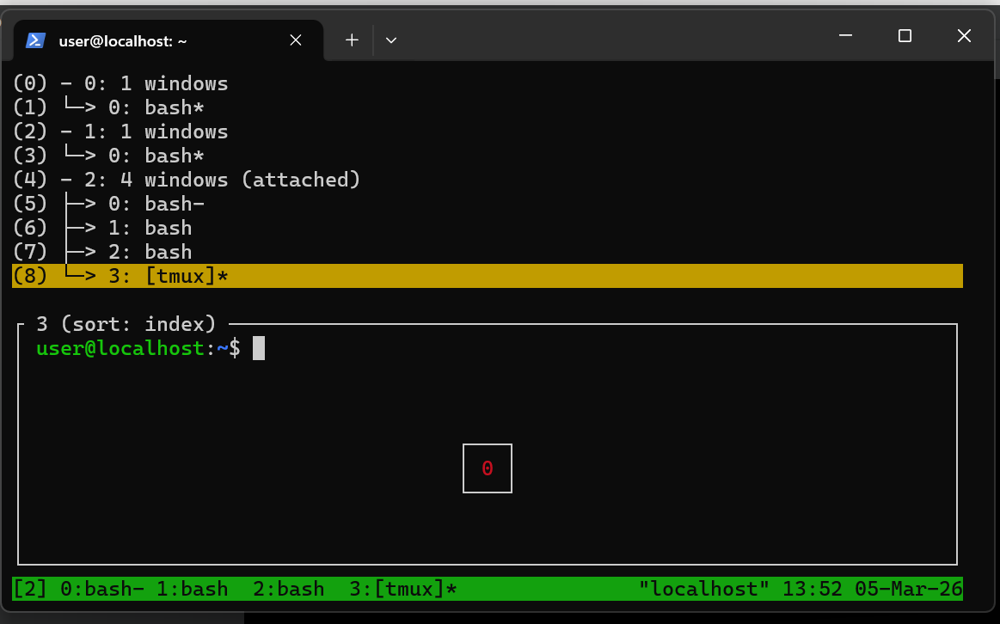 user@localhost: ~
(0) - 0: 1 windows
(1) └─> 0: bash*
(2) - 1: 1 windows
(3) └─> 0: bash*
(4) - 2: 4 windows (attached)
(5) ├─> 0: bash-
(6) ├─> 1: bash
(7) ├─> 2: bash
(8) └─> 3: [tmux]*
3 (sort: index)
user@localhost:~$
0
[2] 0:bash- 1:bash  2:bash  3:[tmux]* "localhost" 13:52 05-Mar-26